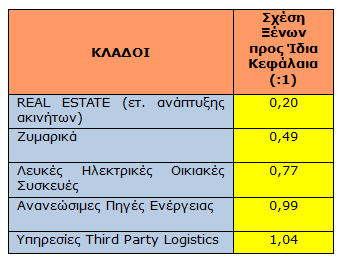 ΚΛΑΔΟΙ
Σχέση
Ξένων
προς Ίδια
Κεφάλαια
(:1)
REAL ESTATE (ετ. ανάπτυξης
ακινήτων)
0,20
Ζυμαρικά
0,49
Λευκές Ηλεκτρικές Οικιακές
Συσκευές
0,77
Ανανεώσιμες Πηγές Ενέργειας
0,99
Υπηρεσίες Third Party Logistics
1,04